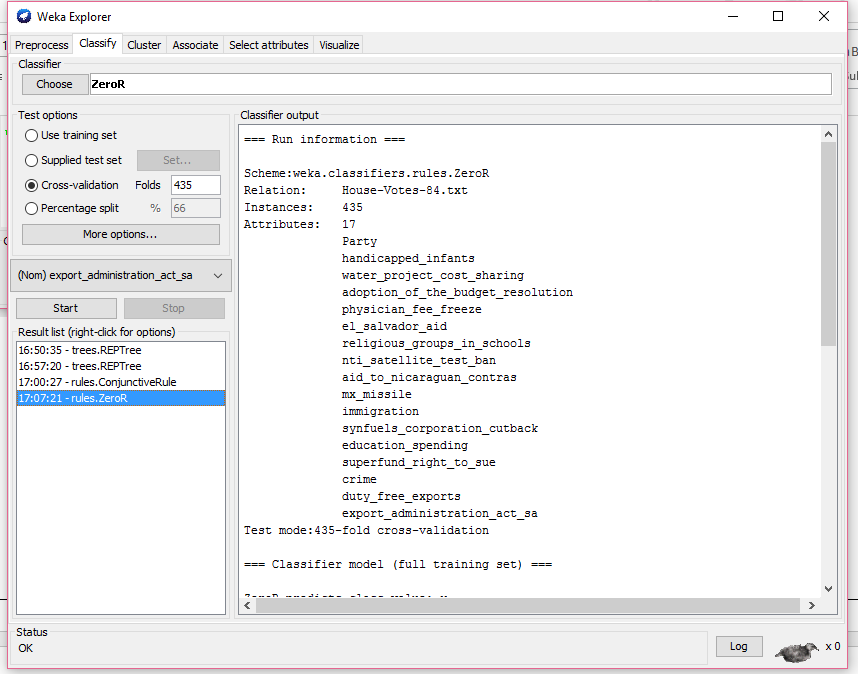 Weka Explorer
Preprocess Classify Cluster Associate Select attributes Visualize
Classifier
Choose ZeroR
Test options
Use training set
Supplied test set Set...
Cross-validation Folds 435
Percentage split % 66
More options...
(Nom) export_administration_act_sa
Start Stop
Result list (right-click for options)
16:50:35 - trees.REPTree
16:57:20 - trees.REPTree
17:00:27 - rules.ConjunctiveRule
17:07:21 - rules.ZeroR
Classifier output
=== Run information ===
Scheme:weka.classifiers.rules.ZeroR
Relation: House-Votes-84.txt
Instances: 435
Attributes: 17
Party
handicapped_infants
water_project_cost_sharing
adoption_of_the_budget_resolution
physician_fee_freeze
el_salvador_aid
religious_groups_in_schools
nti_satellite_test_ban
aid_to_nicaraguan_contras
mx_missile
immigration
synfuels_corporation_cutback
education_spending
superfund_right_to_sue
crime
duty_free_exports
export_administration_act_sa
Test mode:435-fold cross-validation
=== Classifier model (full training set) ===
ZeroR predicts class value:
Status
OK
Log
x 0